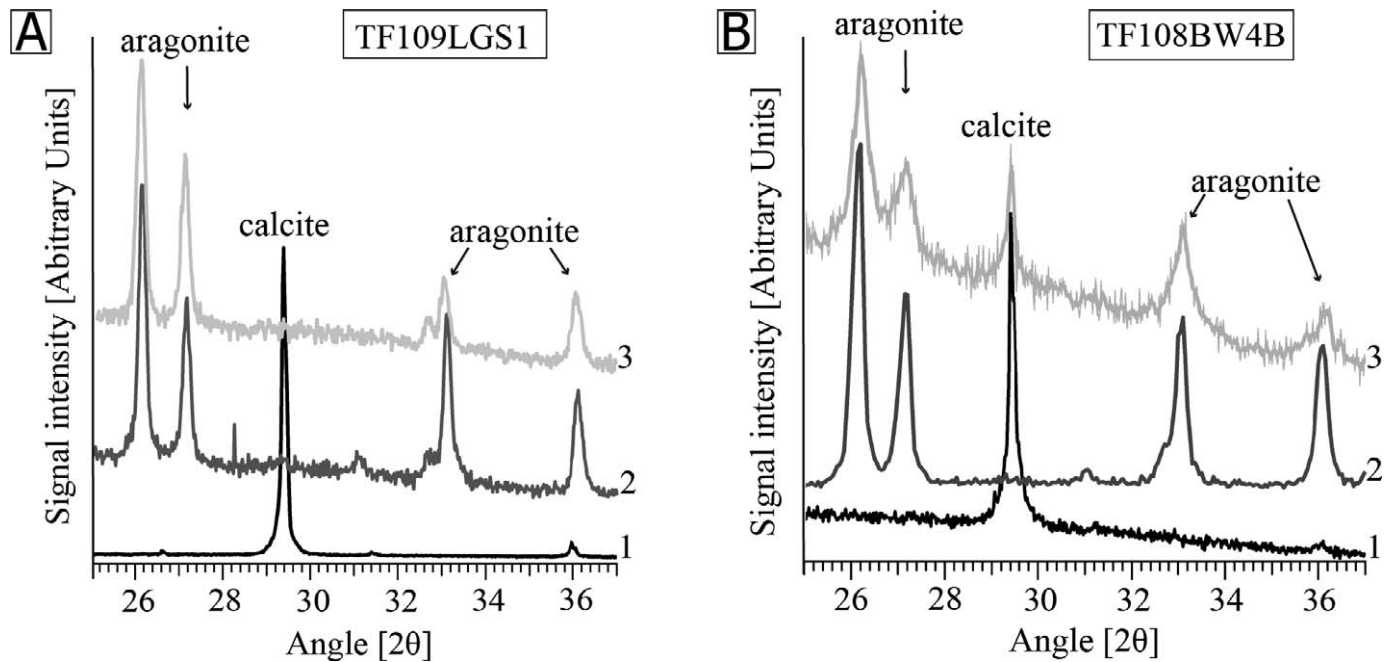 A
TF109LGS1
aragonite
calcite
aragonite
3
2
1
Signal intensity [Abitrary Units]
26 28 30 32 34 36
Angle [2θ]
B
TF108BW4B
aragonite
calcite
aragonite
3
2
1
Signal intensity [Abitrary Units]
26 28 30 32 34 36
Angle [2θ]